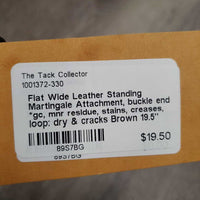 The Tack Collector
1001372-330
Flat Wide Leather Standing
Martingale Attachment, buckle end
*gc, mnr residue, stains, creases,
loop: dry & cracks Brown 19.5"
$19.50
89S7BG